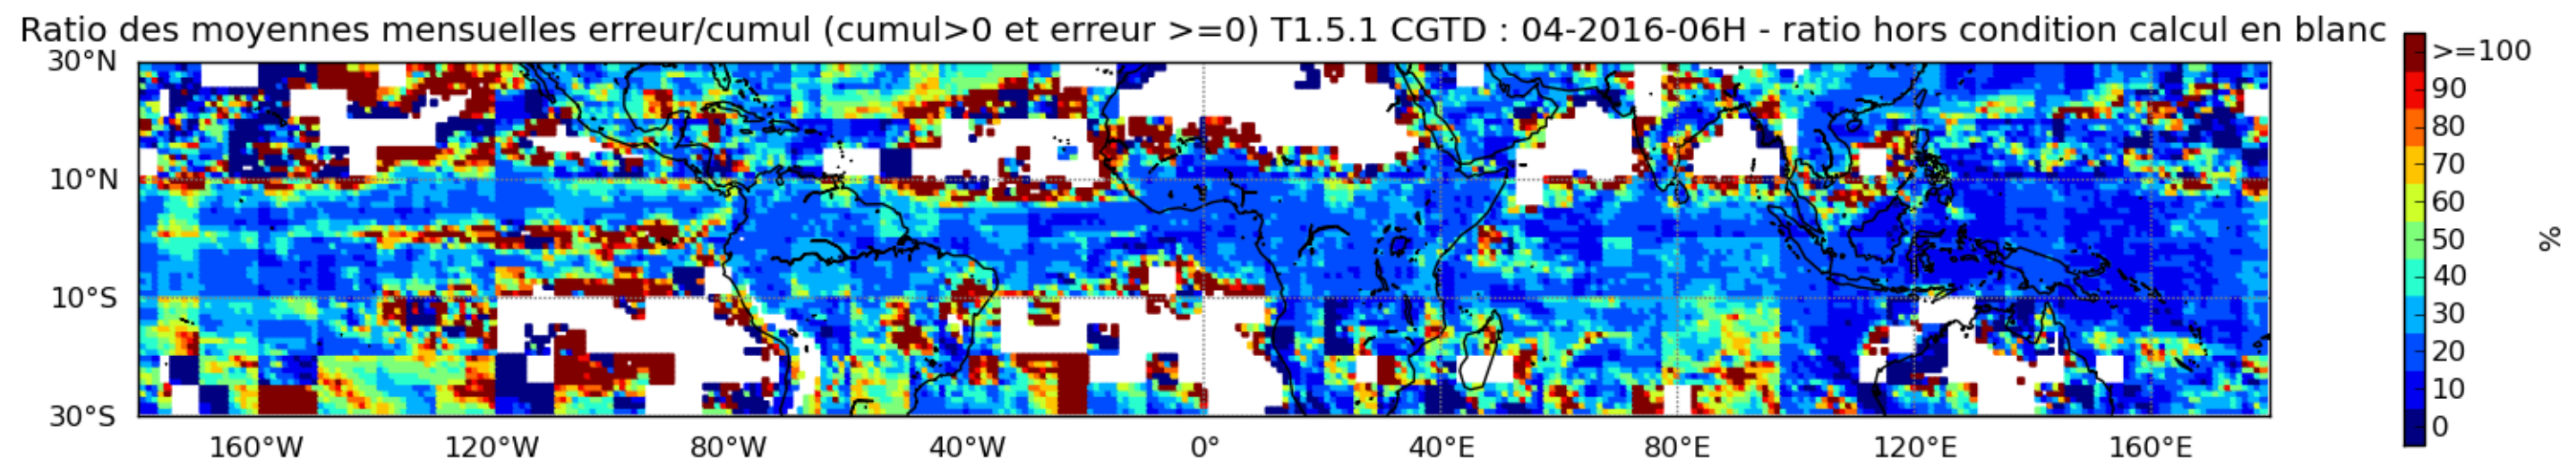 Ratio des moyennes mensuelles erreur/cumul (cumul>0 et erreur >=0) T1.5.1 CGTD : 04-2016-06H - ratio hors condition calcul en blanc
30°N
10°N
10°S
30°S
160°W 120°W 80°W 40°W 0° 40°E 80°E 120°E 160°E
>=100
90
80
70
60
50
40
30
20
10
0
%